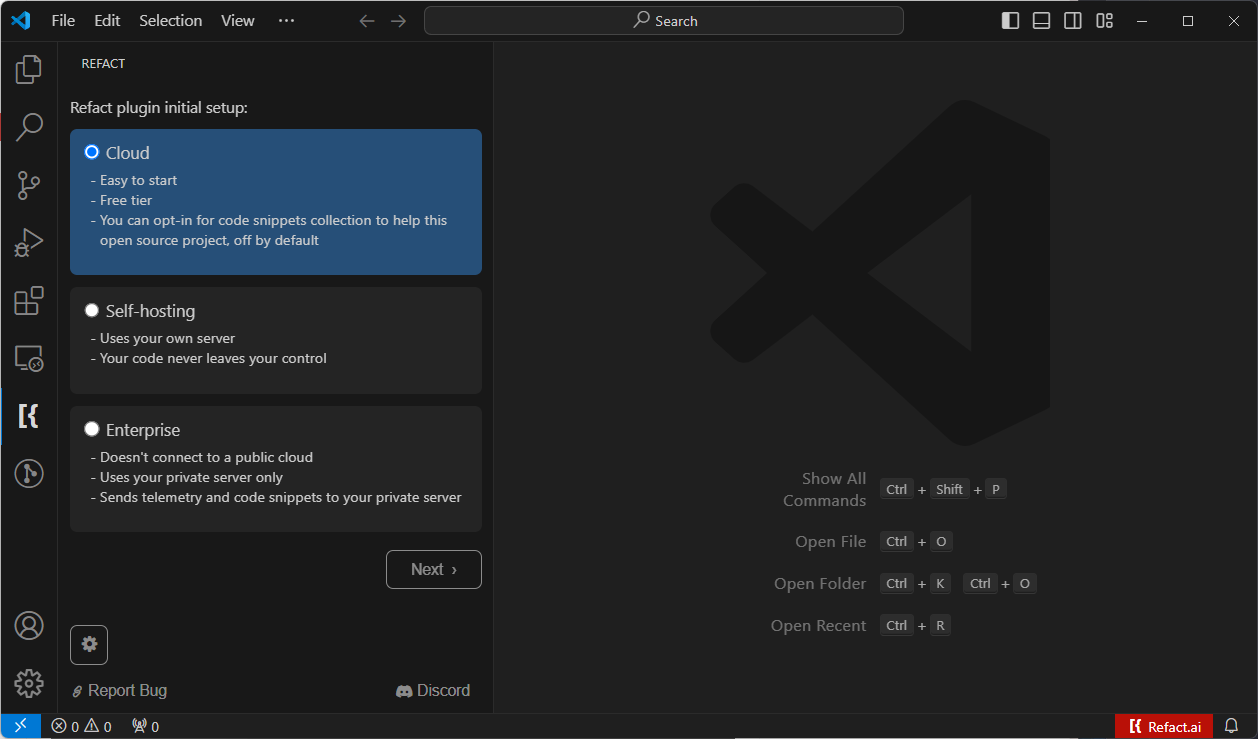 File Edit Selection View ··· Search
REFACT
Refact plugin initial setup:
Cloud
- Easy to start
- Free tier
- You can opt-in for code snippets collection to help this
open source project, off by default
Self-hosting
- Uses your own server
- Your code never leaves your control
Enterprise
- Doesn't connect to a public cloud
- Uses your private server only
- Sends telemetry and code snippets to your private server
Next ›
Report Bug
Discord
Show All
Commands Ctrl + Shift + P
Open File Ctrl + O
Open Folder Ctrl + K Ctrl + O
Open Recent Ctrl + R
0 0 0 Refact.ai